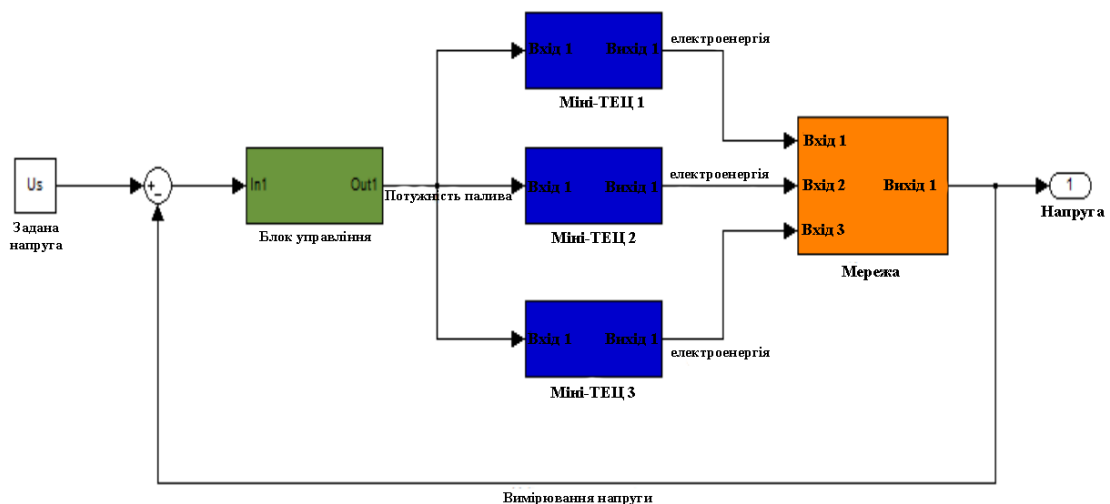 електроенергія
Вхід 1 Вихід 1
Міні-ТЕЦ 1
Us
Задана
напруга
+
−
In1 Out1
Блок управління
Потужність палива
Вхід 1 Вихід 1
Міні-ТЕЦ 2
електроенергія
Вхід 1
Вхід 2 Вихід 1
Вхід 3
Мережа
1
Напруга
Вхід 1 Вихід 1
Міні-ТЕЦ 3
електроенергія
Вимірювання напруги